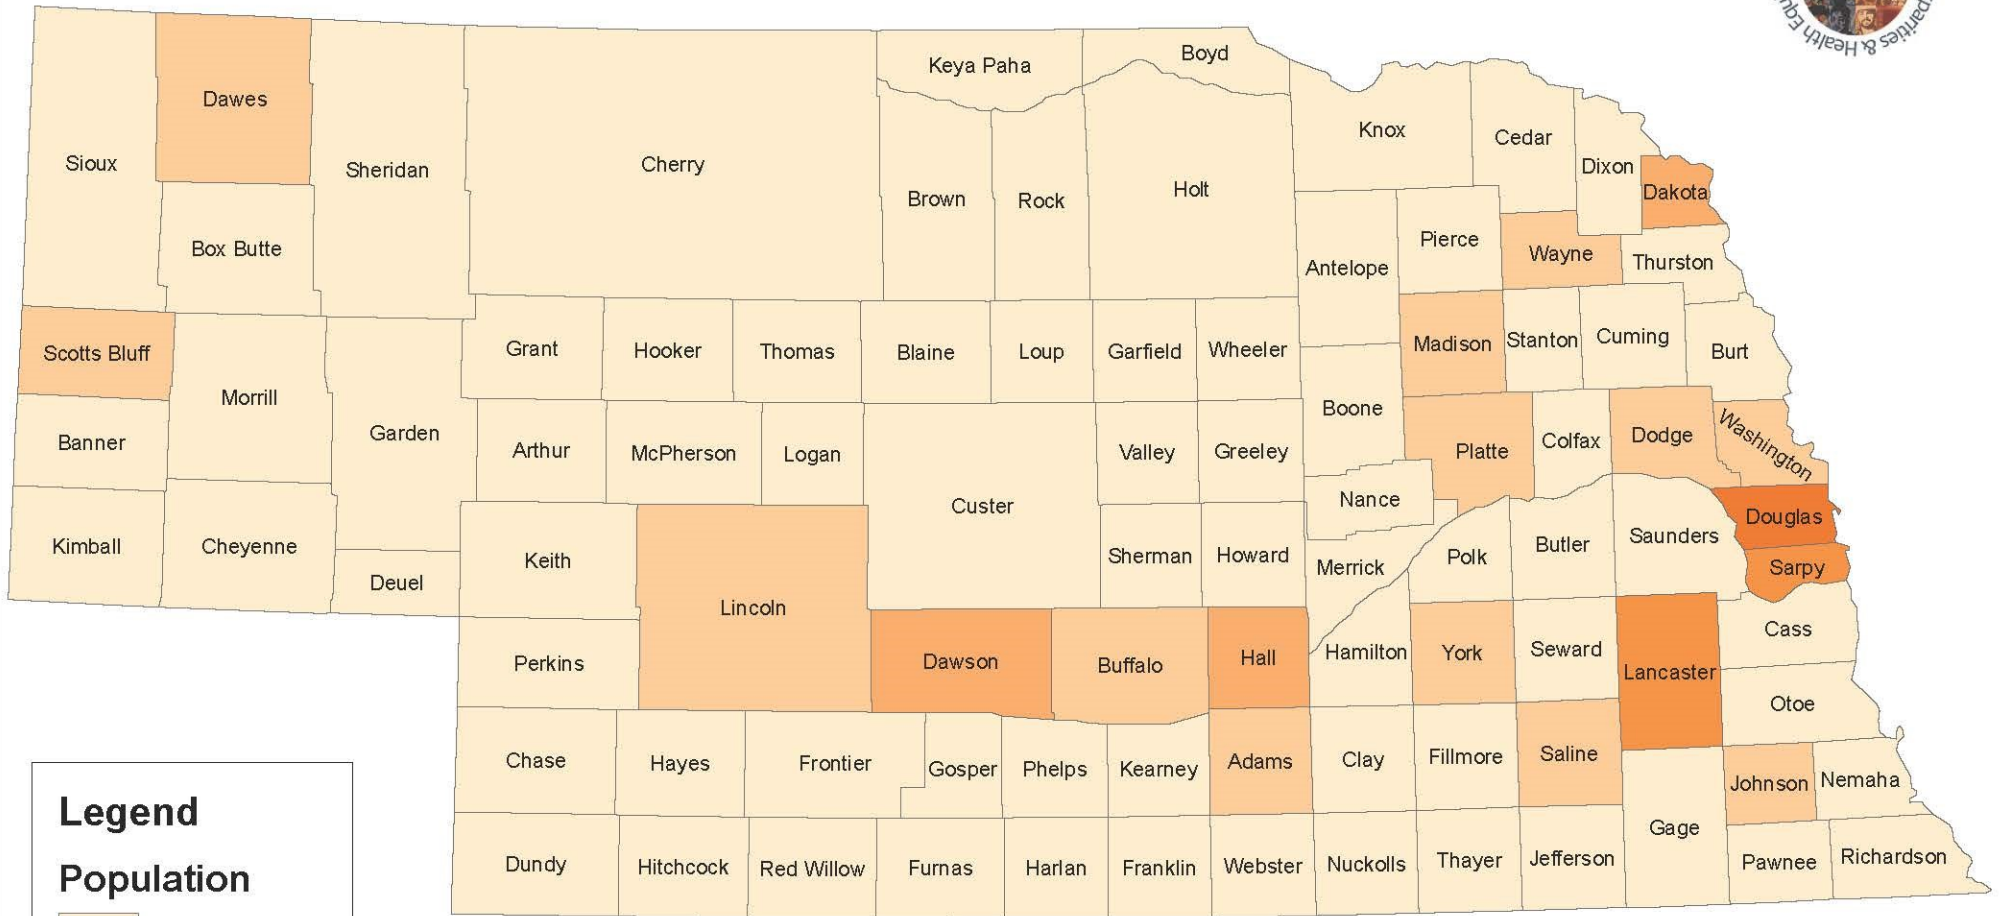 parities & Health Equ
Boyd
Keya Paha
Dawes
Knox
Cedar
Sioux
Sheridan
Cherry
Dixon
Brown
Rock
Holt
Dakota
Box Butte
Pierce
Wayne
Antelope
Thurston
Scotts Bluff
Grant
Hooker
Thomas
Blaine
Loup
Garfield
Wheeler
Madison
Stanton
Cuming
Burt
Morrill
Boone
Banner
Garden
Arthur
McPherson
Logan
Valley
Greeley
Platte
Colfax
Dodge
Washington
Custer
Nance
Kimball
Cheyenne
Keith
Sherman
Howard
Merrick
Polk
Butler
Saunders
Douglas
Deuel
Sarpy
Lincoln
Perkins
Dawson
Buffalo
Hall
Hamilton
York
Seward
Lancaster
Cass
Otoe
Chase
Hayes
Frontier
Gosper
Phelps
Kearney
Adams
Clay
Fillmore
Saline
Johnson
Nemaha
Gage
Dundy
Hitchcock
Red Willow
Furnas
Harlan
Franklin
Webster
Nuckolls
Thayer
Jefferson
Pawnee
Richardson
Legend
Population